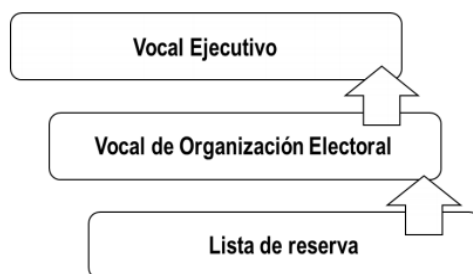 Vocal Ejecutivo
Vocal de Organización Electoral
Lista de reserva